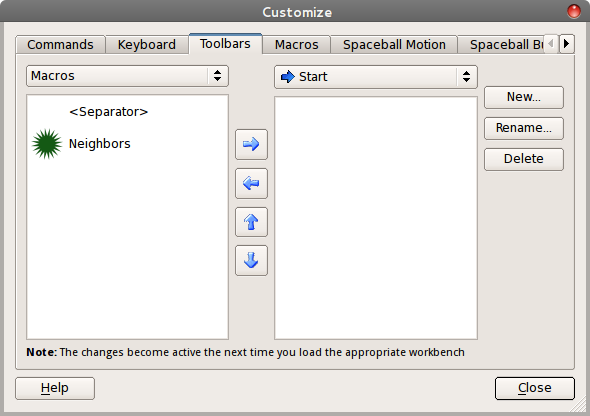 Customize
Commands Keyboard Toolbars Macros Spaceball Motion Spaceball
Macros
Start
<Separator>
Neighbors
New...
Rename...
Delete
Note: The changes become active the next time you load the appropriate workbench
Help
Close